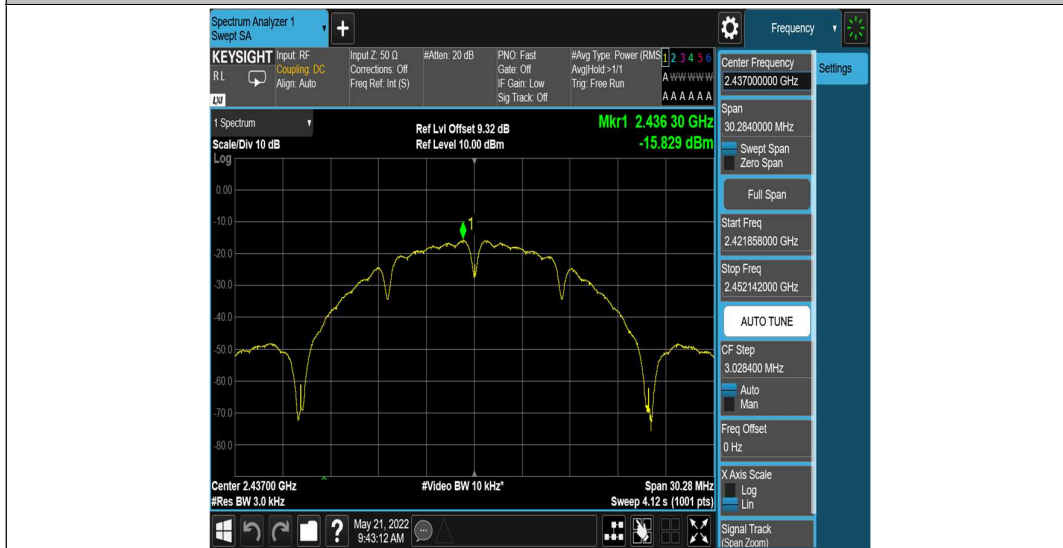 Spectrum Analyzer 1
Swept SA
Frequency
KEYSIGHT
R L
LXI
Input: RF
Coupling: DC
Align: Auto
Input Z: 50 Ω
Corrections: Off
Freq Ref: Int (S)
#Atten: 20 dB
PNO: Fast
Gate: Off
IF Gain: Low
Sig Track: Off
#Avg Type: Power (RMS
Avg|Hold:>1/1
Trig: Free Run
1 2 3 4 5 6
A W W W W W
A A A A A A
1 Spectrum
Scale/Div 10 dB
Ref Lvl Offset 9.32 dB
Ref Level 10.00 dBm
Mkr1 2.436 30 GHz
-15.829 dBm
Log
0.00
-10.0
-20.0
-30.0
-40.0
-50.0
-60.0
-70.0
-80.0
1
Center 2.43700 GHz
#Res BW 3.0 kHz
#Video BW 10 kHz*
Span 30.28 MHz
Sweep 4.12 s (1001 pts)
May 21, 2022
9:43:12 AM
Center Frequency
2.437000000 GHz
Settings
Span
30.2840000 MHz
Swept Span
Zero Span
Full Span
Start Freq
2.421858000 GHz
Stop Freq
2.452142000 GHz
AUTO TUNE
CF Step
3.028400 MHz
Auto
Man
Freq Offset
0 Hz
X Axis Scale
Log
Lin
Signal Track
(Span Zoom)